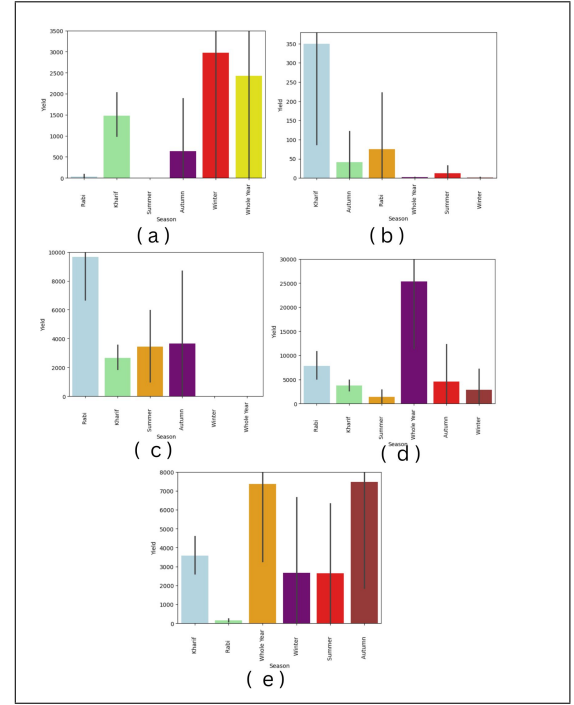 3500
3000
2500
2000
1500
1000
500
0
Yield
Rabi
Kharif
Summer
Autumn
Winter
Whole Year
Season
( a )
350
300
250
200
150
100
50
0
Yield
Kharif
Autumn
Rabi
Whole Year
Summer
Winter
Season
( b )
10000
8000
6000
4000
2000
0
Yield
Rabi
Kharif
Summer
Autumn
Winter
Whole Year
Season
( c )
30000
25000
20000
15000
10000
5000
0
Yield
Rabi
Kharif
Summer
Whole Year
Autumn
Winter
Season
( d )
8000
7000
6000
5000
4000
3000
2000
1000
0
Yield
Kharif
Rabi
Whole Year
Winter
Summer
Autumn
Season
( e )